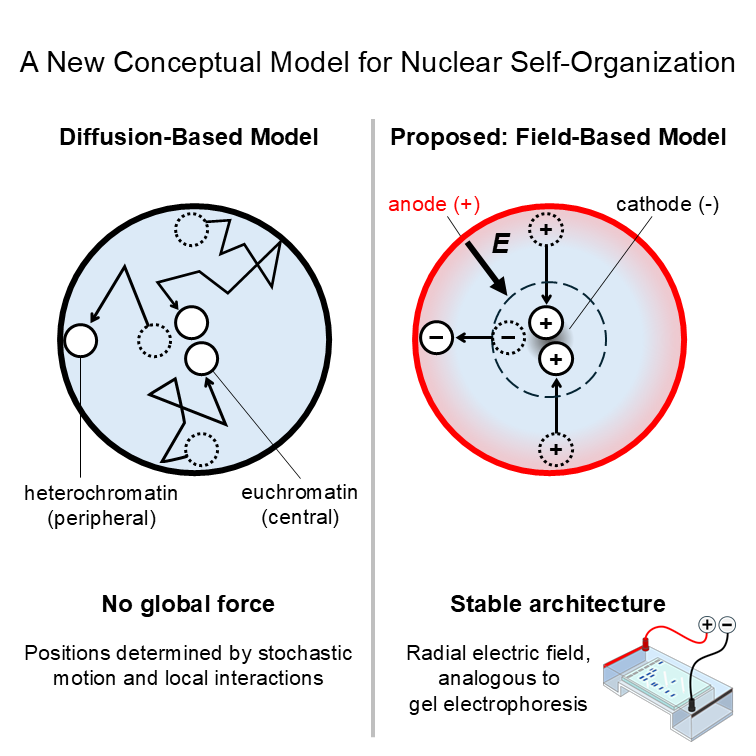 A New Conceptual Model for Nuclear Self-Organization
Diffusion-Based Model
heterochromatin
(peripheral)
euchromatin
(central)
No global force
Positions determined by stochastic
motion and local interactions
Proposed: Field-Based Model
anode (+)
cathode (-)
E
+
−
−
+
+
+
Stable architecture
Radial electric field,
analogous to
gel electrophoresis
+ −